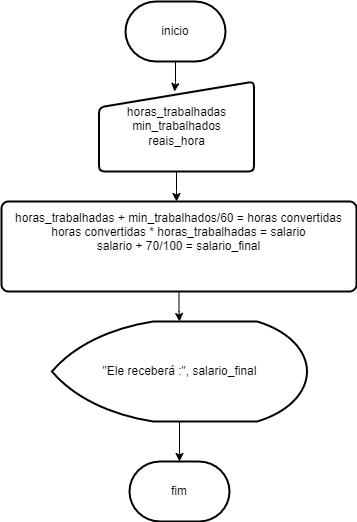 inicio
horas_trabalhadas
min_trabalhados
reais_hora
horas_trabalhadas + min_trabalhados/60 = horas convertidas
horas convertidas * horas_trabalhadas = salario
salario + 70/100 = salario_final
"Ele receberá :", salario_final
fim